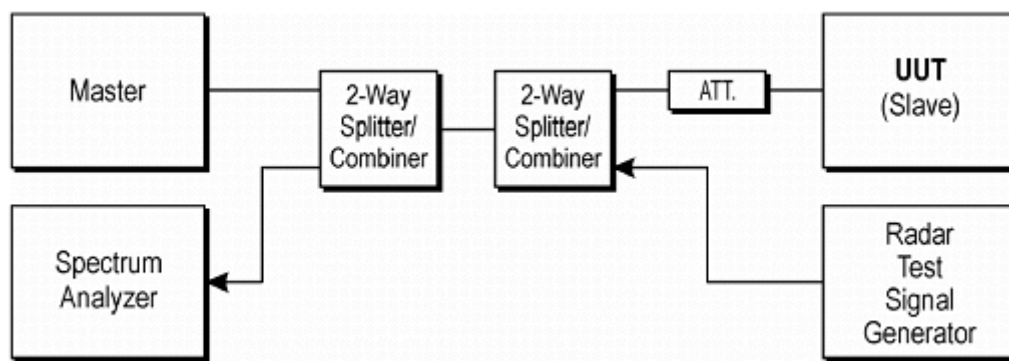 Master
2-Way
Splitter/
Combiner
2-Way
Splitter/
Combiner
ATT.
UUT
(Slave)
Spectrum
Analyzer
Radar
Test
Signal
Generator